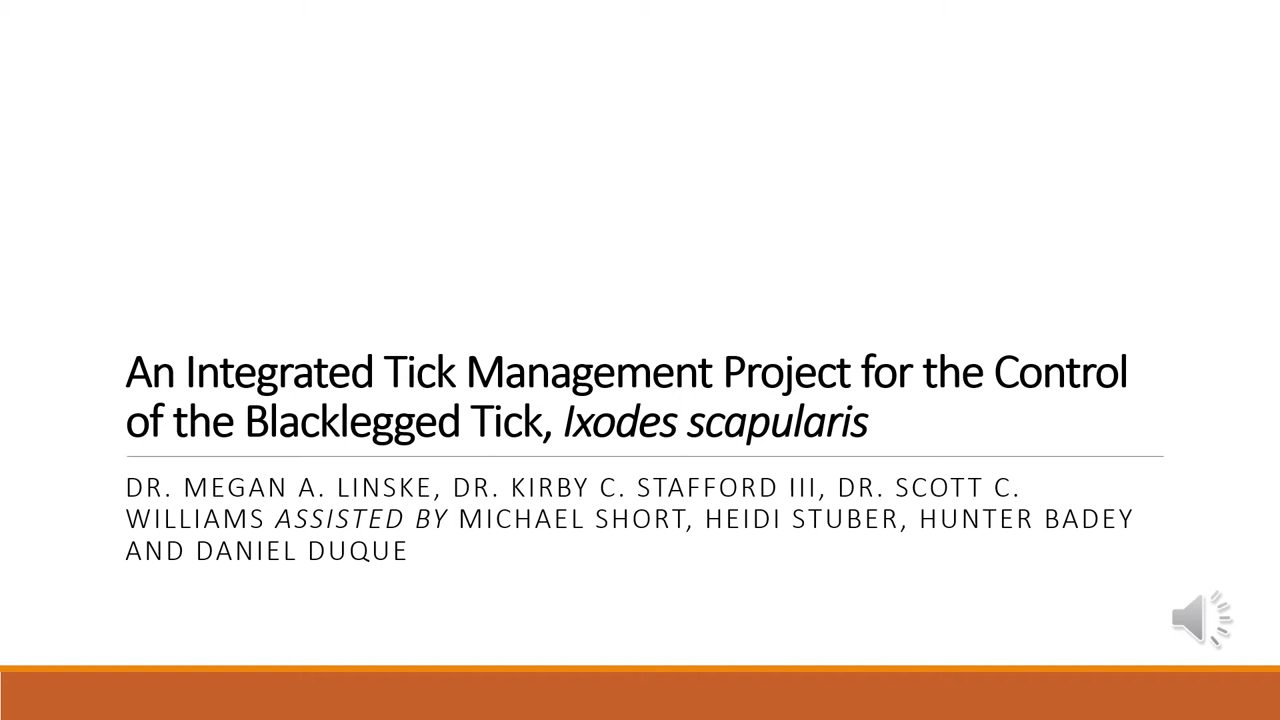 An Integrated Tick Management Project for the Control
of the Blacklegged Tick, Ixodes scapularis
DR. MEGAN A. LINSKE, DR. KIRBY C. STAFFORD III, DR. SCOTT C.
WILLIAMS ASSISTED BY MICHAEL SHORT, HEIDI STUBER, HUNTER BADEY
AND DANIEL DUQUE